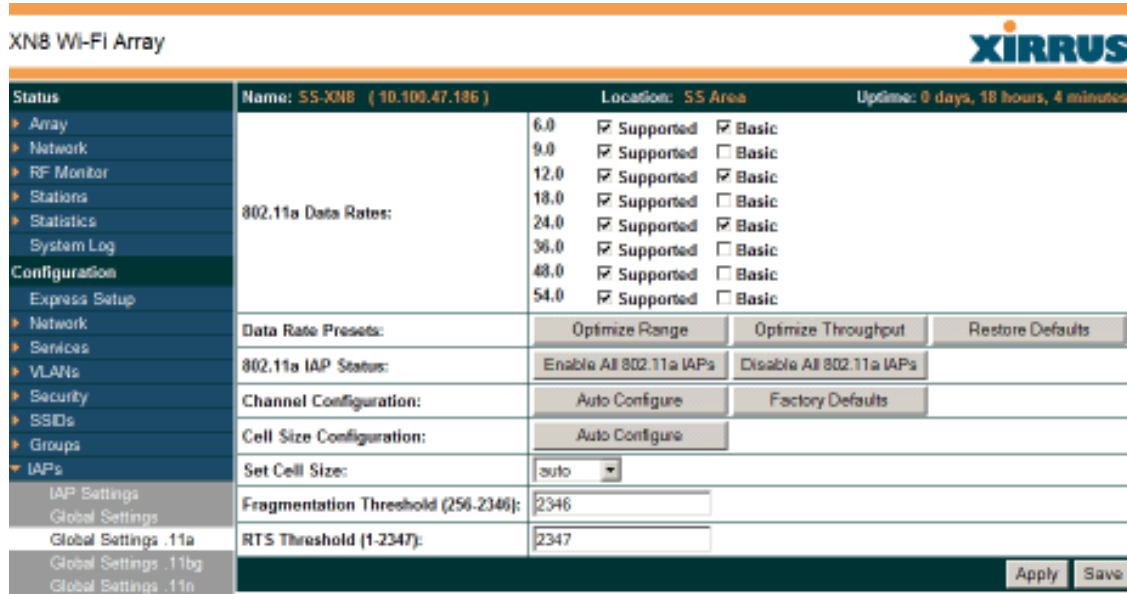 XN8 Wi-Fi Array
XIRRUS
Status
Name: SS-XN8 ( 10.100.47.186 ) Location: SS Area Uptime: 0 days, 18 hours, 4 minutes
Array
Network
RF Monitor
Stations
Statistics
System Log
Configuration
Express Setup
Network
Services
VLANs
Security
SSIDs
Groups
IAPs
IAP Settings
Global Settings
Global Settings .11a
Global Settings .11bg
Global Settings .11n
802.11a Data Rates:
6.0 Supported Basic
9.0 Supported Basic
12.0 Supported Basic
18.0 Supported Basic
24.0 Supported Basic
36.0 Supported Basic
48.0 Supported Basic
54.0 Supported Basic
Data Rate Presets: Optimize Range Optimize Throughput Restore Defaults
802.11a IAP Status: Enable All 802.11a IAPs Disable All 802.11a IAPs
Channel Configuration: Auto Configure Factory Defaults
Cell Size Configuration: Auto Configure
Set Cell Size: auto
Fragmentation Threshold (256-2346): 2346
RTS Threshold (1-2347): 2347
Apply Save